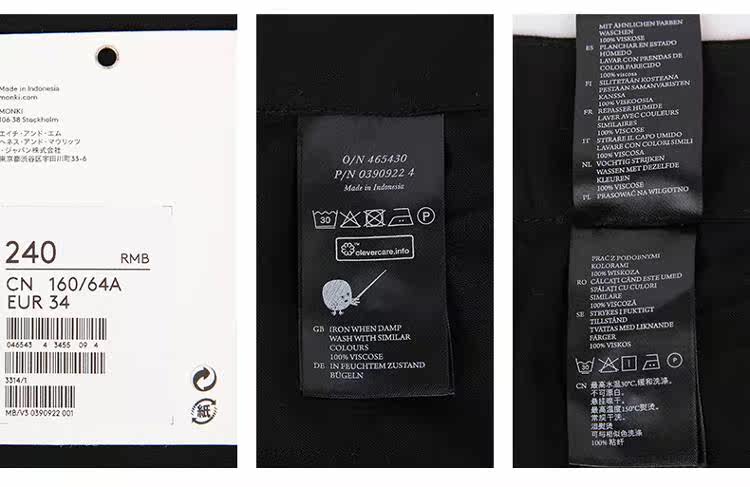 Made in Indonesia
monki.com
MONKI
106 38 Stockholm
エイチ・アンド・エム
ヘネス・アンド・マウリッツ
・ジャパン株式会社
東京都渋谷区宇田川町33-6
240 RMB
CN 160/64A
EUR 34
046543 4 3455 09 4
3314/1
MB/V3 0390922 001
紙
O/N 465430
P/N 0390922 4
Made in Indonesia
30 P
clevercare.info
GB IRON WHEN DAMP
WASH WITH SIMILAR
COLOURS
100% VISCOSE
DE IN FEUCHTEM ZUSTAND
BÜGELN
MIT ÄHNLICHEN FARBEN
WASCHEN
100% VISKOSE
ES PLANCHAR EN ESTADO
HÚMEDO
LAVAR CON PRENDAS DE
COLOR PARECIDO
100% viscosa
FI SILITETÄÄN KOSTEANA
PESTÄÄN SAMANVÄRISTEN
KANSSA
100% VISKOOSIA
FR REPASSER HUMIDE
LAVER AVEC COULEURS
SIMILAIRES
100% VISCOSE
IT STIRARE IL CAPO UMIDO
LAVARE CON COLORI SIMILI
100% VISCOSA
NL VOCHTIG STRIJKEN
WASSEN MET DEZELFDE
KLEUREN
100% VISCOSE
PL PRASOWAĆ NA WILGOTNO
PRAĆ Z PODOBNYMI
KOLORAMI
100% WISKOZA
RO CĂLCAȚI CÂND ESTE UMED
SPĂLAȚI CU CULORI
SIMILARE
100% VISCOZĂ
SE STRYKES I FUKTIGT
TILLSTÅND
TVÄTTAS MED LIKNANDE
FÄRGER
100% VISKOS
30 P
CN 最高水温30℃,缓和洗涤。
不可漂白。
悬挂晾干。
最高温度150℃熨烫。
常规干洗。
湿熨烫
可与相似色洗涤
100% 粘纤